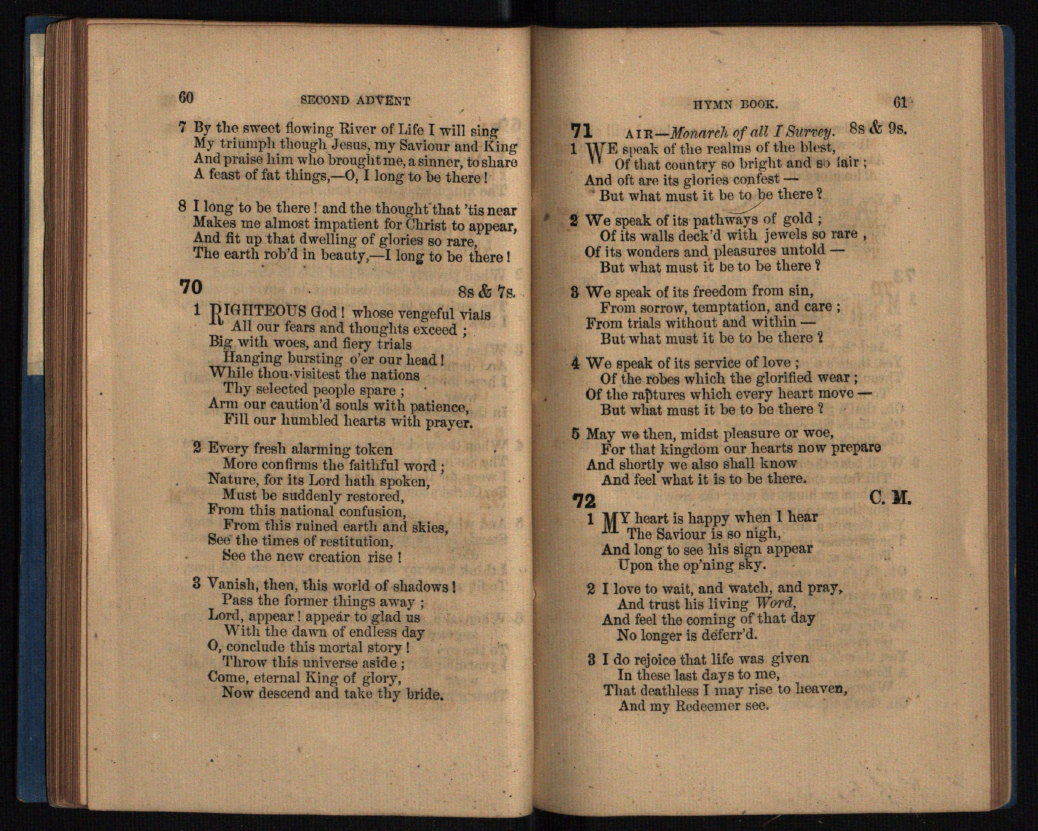 60
SECOND ADVENT
7 By the sweet flowing River of Life I will sing
My triumph though Jesus, my Saviour and King
And praise him who brought me, a sinner, to share
A feast of fat things,—O, I long to be there!
8 I long to be there! and the thought that 'tis near
Makes me almost impatient for Christ to appear,
And fit up that dwelling of glories so rare,
The earth rob'd in beauty,—I long to be there!
70 8s & 7s.
1 RIGHTEOUS God! whose vengeful vials
All our fears and thoughts exceed;
Big with woes, and fiery trials
Hanging bursting o'er our head!
While thou visitest the nations
Thy selected people spare;
Arm our caution'd souls with patience,
Fill our humbled hearts with prayer.
2 Every fresh alarming token
More confirms the faithful word;
Nature, for its Lord hath spoken,
Must be suddenly restored,
From this national confusion,
From this ruined earth and skies,
See the times of restitution,
See the new creation rise!
3 Vanish, then, this world of shadows!
Pass the former things away;
Lord, appear! appear to glad us
With the dawn of endless day
O, conclude this mortal story!
Throw this universe aside;
Come, eternal King of glory,
Now descend and take thy bride.
HYMN BOOK.
61
71 AIR—Monarch of all I Survey. 8s & 9s.
1 WE speak of the realms of the blest,
Of that country so bright and so fair;
And oft are its glories confest—
But what must it be to be there?
2 We speak of its pathways of gold;
Of its walls deck'd with jewels so rare,
Of its wonders and pleasures untold—
But what must it be to be there?
3 We speak of its freedom from sin,
From sorrow, temptation, and care;
From trials without and within—
But what must it be to be there?
4 We speak of its service of love;
Of the robes which the glorified wear;
Of the raptures which every heart move—
But what must it be to be there?
5 May we then, midst pleasure or woe,
For that kingdom our hearts now prepare
And shortly we also shall know
And feel what it is to be there.
72 C. M.
1 MY heart is happy when I hear
The Saviour is so nigh,
And long to see his sign appear
Upon the op'ning sky.
2 I love to wait, and watch, and pray,
And trust his living Word,
And feel the coming of that day
No longer is deferr'd.
3 I do rejoice that life was given
In these last days to me,
That deathless I may rise to heaven,
And my Redeemer see.